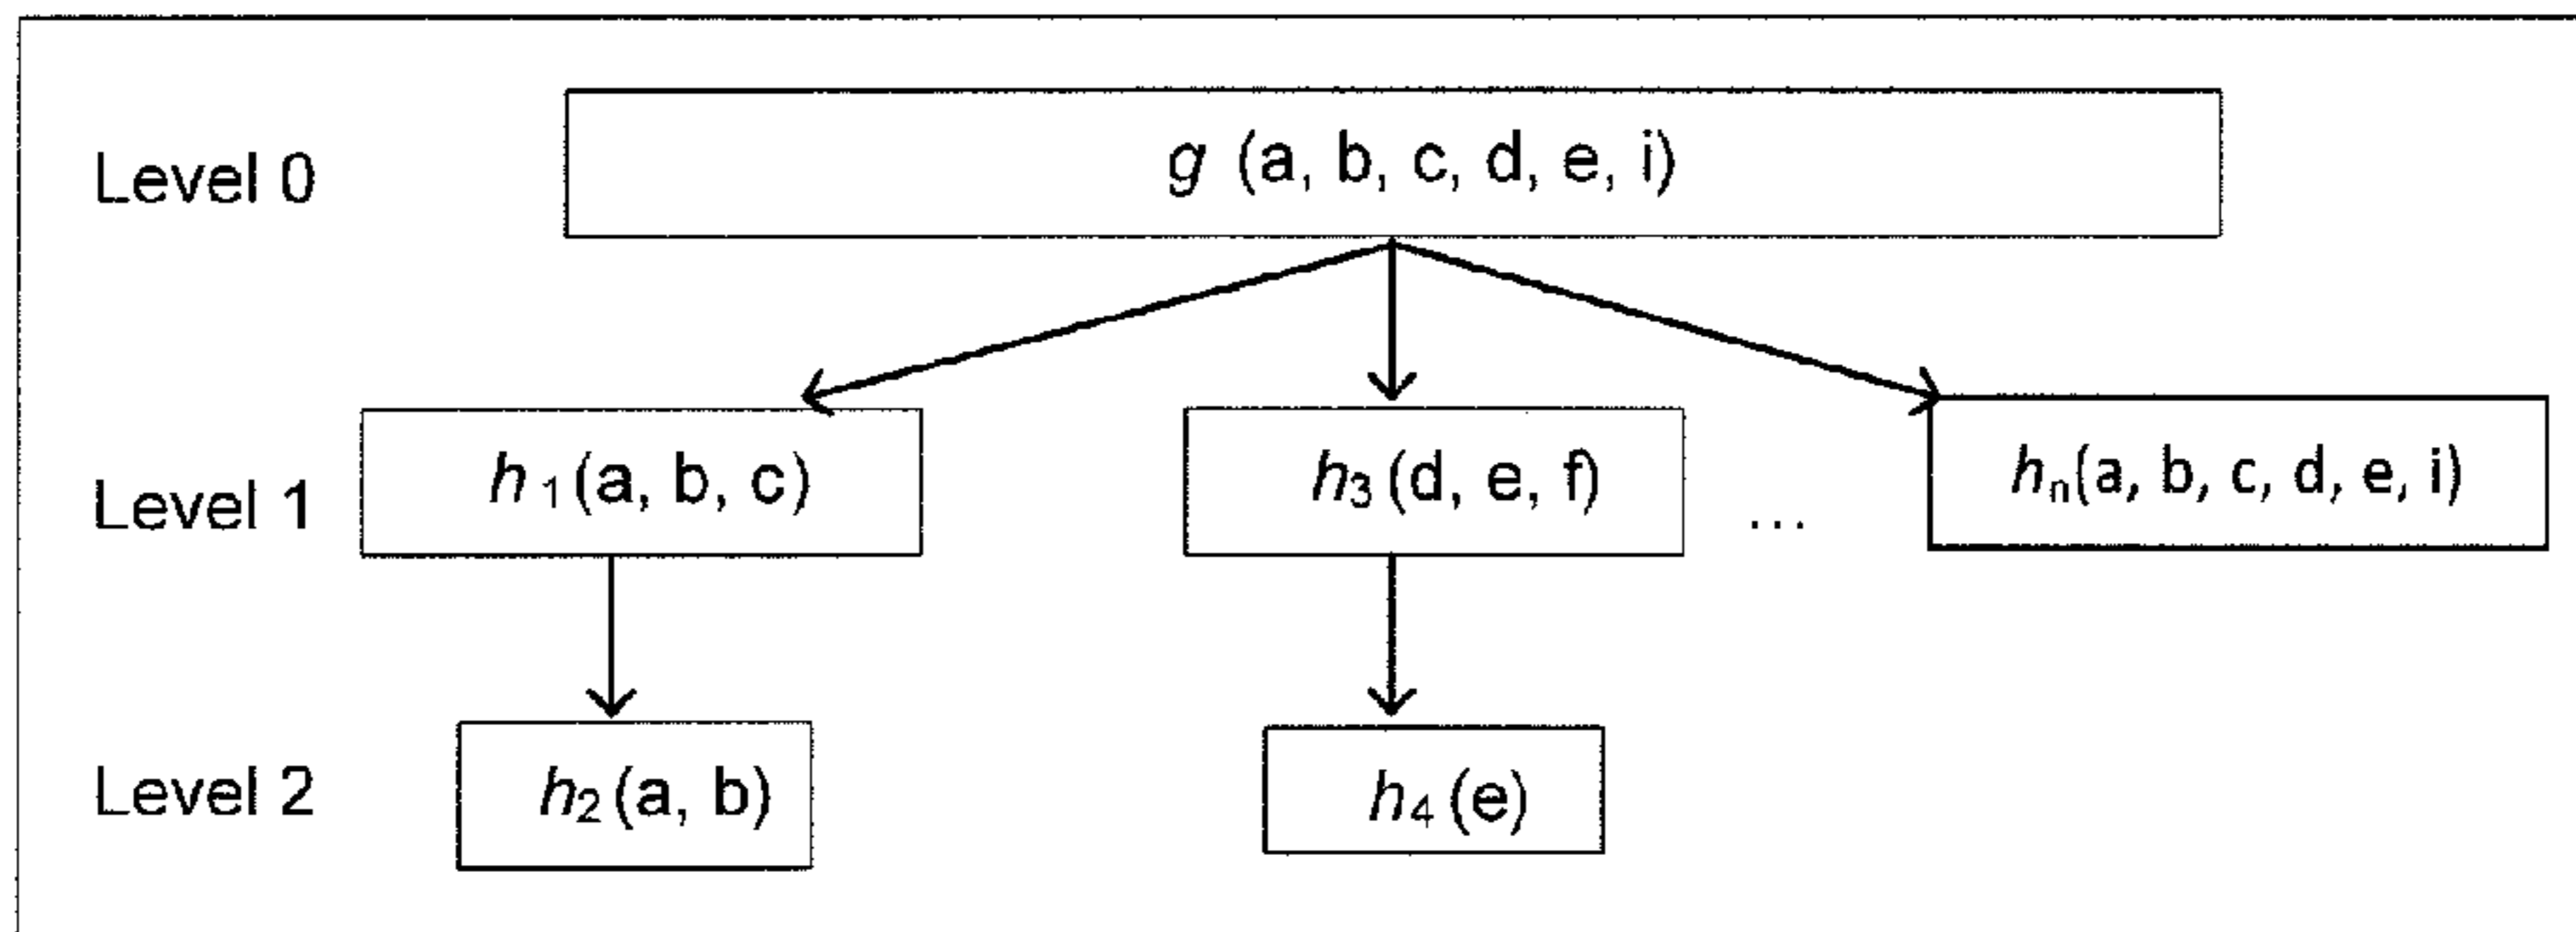 Level 0 g (a, b, c, d, e, i)
Level 1 h₁(a, b, c) h₃(d, e, f) ... hₙ(a, b, c, d, e, i)
Level 2 h₂(a, b) h₄(e)